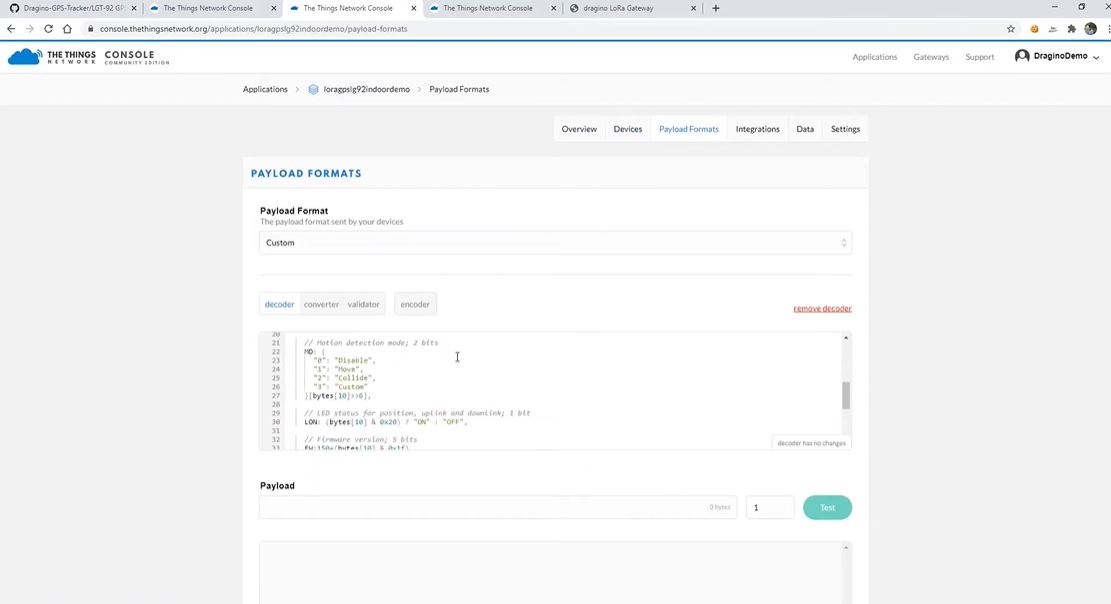 Dragino-GPS-Tracker/LGT-92 GPS
The Things Network Console
The Things Network Console
The Things Network Console
dragino LoRa Gateway
console.thethingsnetwork.org/applications/loragpslg92indoordemo/payload-formats
THE THINGS NETWORK
CONSOLE
COMMUNITY EDITION
Applications
Gateways
Support
DraginoDemo
Applications > loragpslg92indoordemo > Payload Formats
Overview
Devices
Payload Formats
Integrations
Data
Settings
PAYLOAD FORMATS
Payload Format
The payload format sent by your devices
Custom
decoder
converter
validator
encoder
remove decoder
20
21 // Motion detection mode; 2 bits
22 MD: {
23 "0": "Disable",
24 "1": "Move",
25 "2": "Collide",
26 "3": "Custom"
27 }[bytes[10]>>6],
28
29 // LED status for position, uplink and downlink; 1 bit
30 LON: (bytes[10] & 0x20) ? "ON" : "OFF",
31
32 // Firmware version; 5 bits
33 FW:150+(bytes[10] & 0x1f),
decoder has no changes
Payload
0 bytes
1
Test